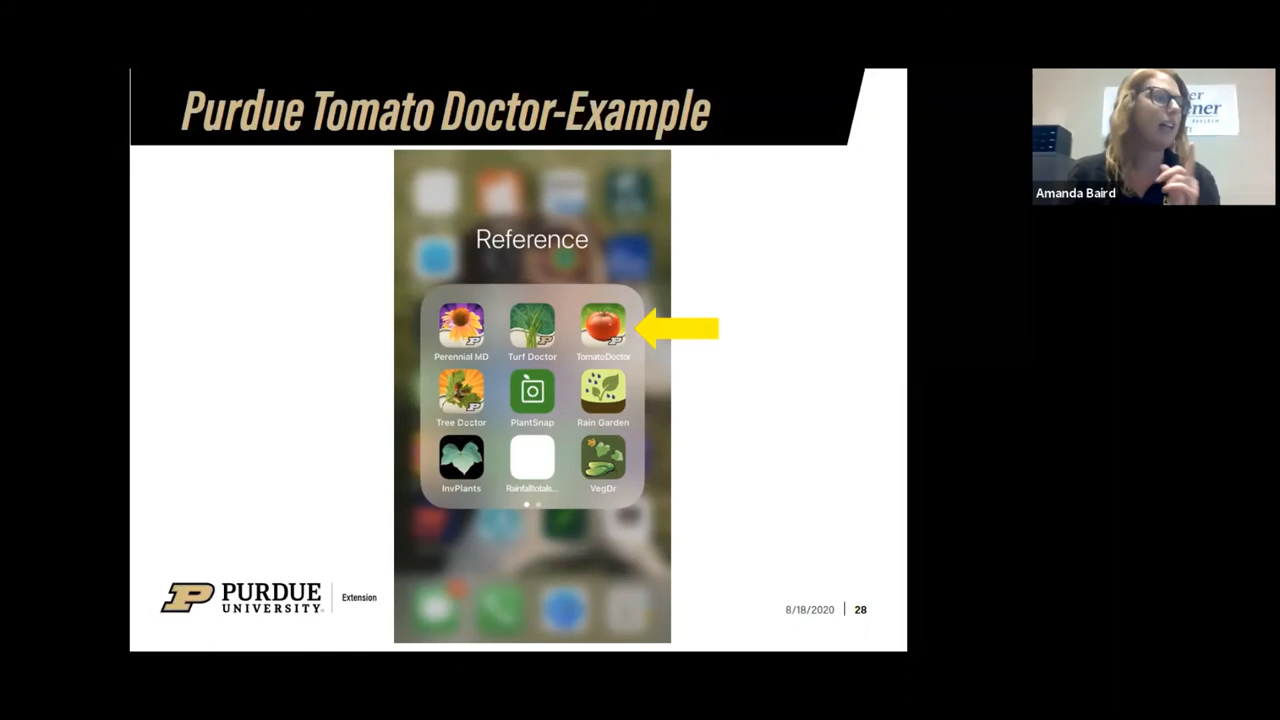 Purdue Tomato Doctor-Example
Reference
Perennial MD
Turf Doctor
TomatoDoctor
Tree Doctor
PlantSnap
Rain Garden
InvPlants
Rainfalltotals...
VegDr
P PURDUE UNIVERSITY
Extension
8/18/2020
28
Amanda Baird